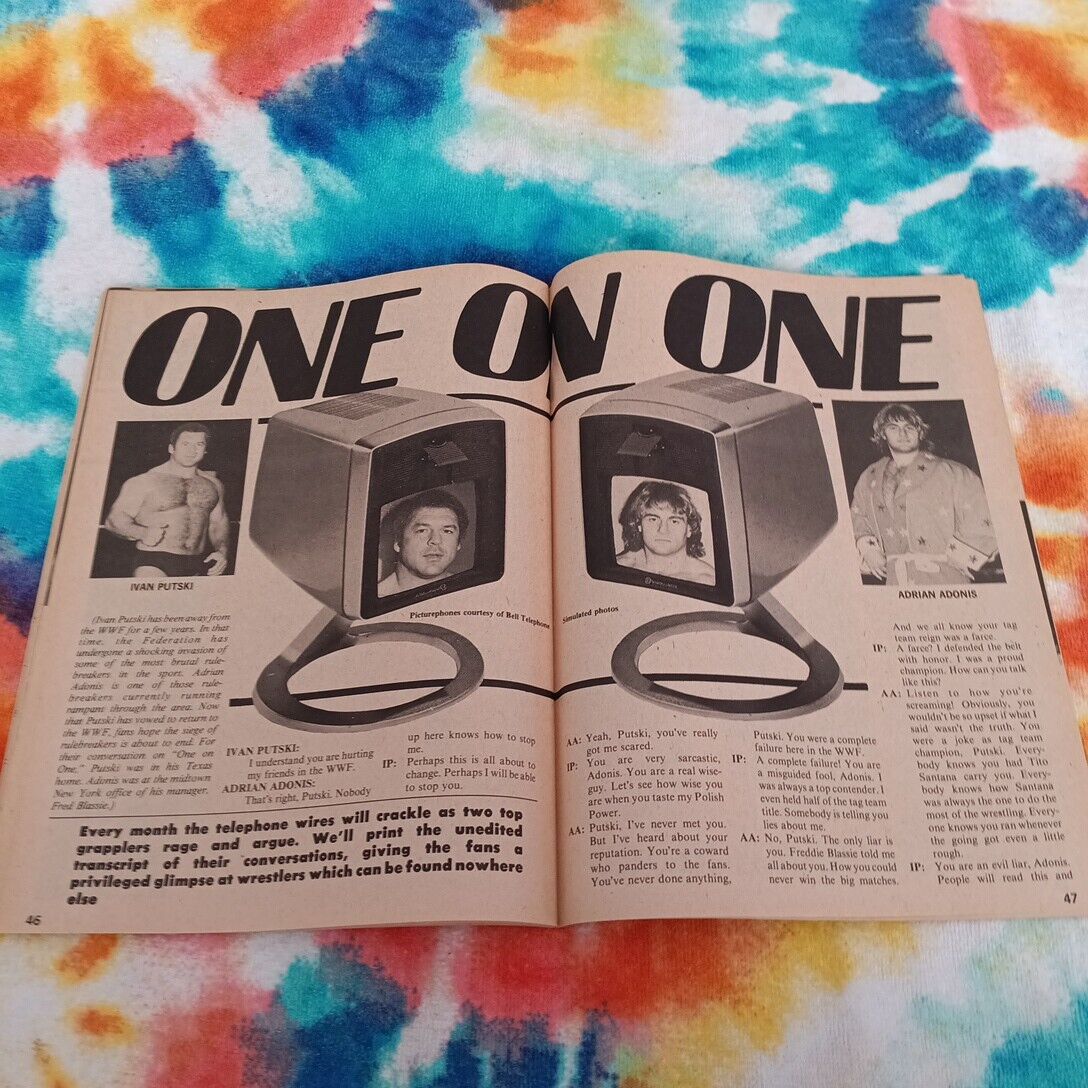 ONE ON ONE
IVAN PUTSKI
ADRIAN ADONIS
Picturephones courtesy of Bell Telephone
Simulated photos
(Ivan Putski has been away from
the WWF for a few years. In that
time, the Federation has
undergone a shocking invasion of
some of the most brutal rule-
breakers in the sport. Adrian
Adonis is one of those rule-
breakers currently running
rampant through the area. Now
that Putski has vowed to return to
the WWF, fans hope the siege of
rulebreakers is about to end. For
their conversation on "One on
One," Putski was in his Texas
home. Adonis was at the midtown
New York office of his manager,
Fred Blassie.)
IVAN PUTSKI:
I understand you are hurting
my friends in the WWF.
ADRIAN ADONIS:
That's right, Putski. Nobody
up here knows how to stop
me.
IP: Perhaps this is all about to
change. Perhaps I will be able
to stop you.
Every month the telephone wires will crackle as two top
grapplers rage and argue. We'll print the unedited
transcript of their conversations, giving the fans a
privileged glimpse at wrestlers which can be found nowhere
else
46
AA: Yeah, Putski, you've really
got me scared.
IP: You are very sarcastic,
Adonis. You are a real wise-
guy. Let's see how wise you
are when you taste my Polish
Power.
AA: Putski, I've never met you.
But I've heard about your
reputation. You're a coward
who panders to the fans.
You've never done anything,
Putski. You were a complete
failure here in the WWF.
IP: A complete failure! You are
a misguided fool, Adonis. I
was always a top contender. I
even held half of the tag team
title. Somebody is telling you
lies about me.
AA: No, Putski. The only liar is
you. Freddie Blassie told me
all about you. How you could
never win the big matches.
And we all know your tag
team reign was a farce.
IP: A farce? I defended the belt
with honor. I was a proud
champion. How can you talk
like this?
AA: Listen to how you're
screaming! Obviously, you
wouldn't be so upset if what I
said wasn't the truth. You
were a joke as tag team
champion, Putski. Every-
body knows you had Tito
Santana carry you. Every-
body knows how Santana
was always the one to do the
most of the wrestling. Every-
one knows you ran whenever
the going got even a little
rough.
IP: You are an evil liar, Adonis.
People will read this and
47